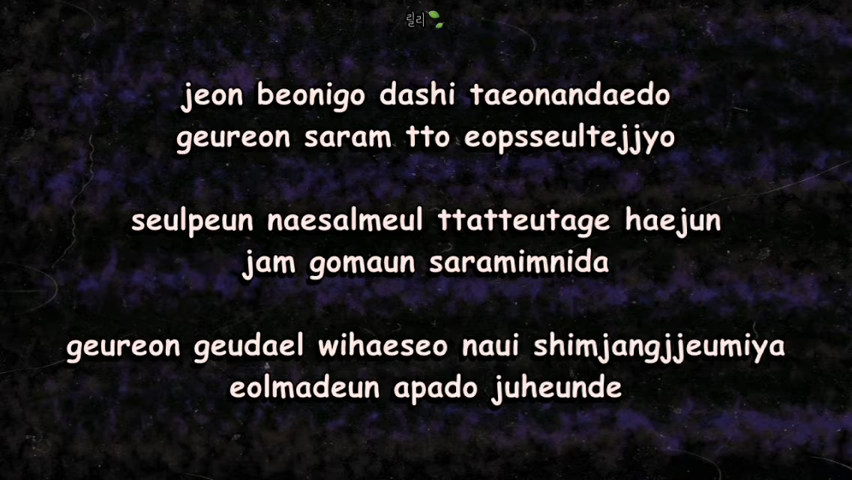 릴리
jeon beonigo dashi taeonandaedo
geureon saram tto eopsseultejjyo
seulpeun naesalmeul ttatteutage haejun
jam gomaun saramimnida
geureon geudael wihaeseo naui shimjangjjeumiya
eolmadeun apado juheunde